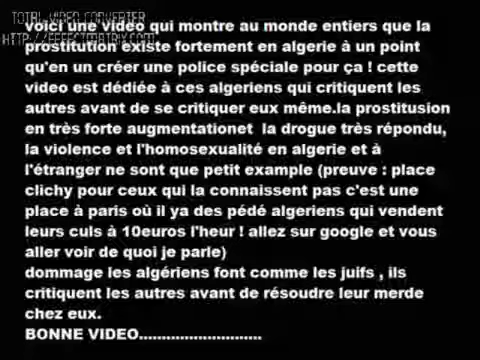 TOTAL VIDEO CONVERTER
HTTP://EFFECTMATRIX.COM
voici une video qui montre au monde entiers que la
prostitution existe fortement en algerie à un point
qu'en un créer une police spéciale pour ça ! cette
video est dédiée à ces algeriens qui critiquent les
autres avant de se critiquer eux même.la prostitusion
en très forte augmentationet la drogue très répondu,
la violence et l'homosexualité en algerie et à
l'étranger ne sont que petit example (preuve : place
clichy pour ceux qui la connaissent pas c'est une
place à paris où il ya des pédé algeriens qui vendent
leurs culs à 10euros l'heur ! allez sur google et vous
aller voir de quoi je parle)
dommage les algériens font comme les juifs , ils
critiquent les autres avant de résoudre leur merde
chez eux.
BONNE VIDEO...........................